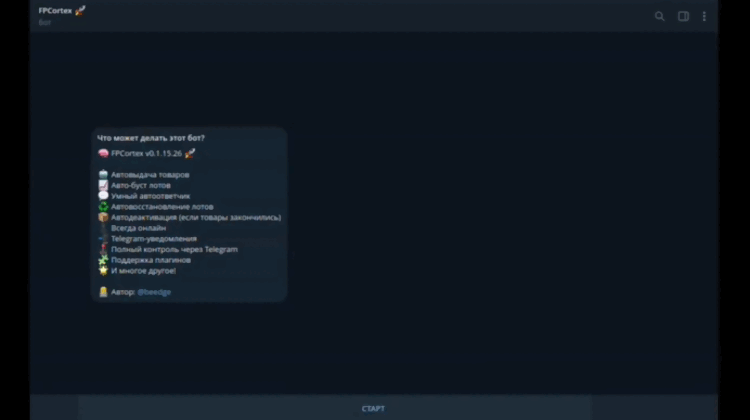 FPCortex 🚀
Бот
Что может делать этот бот?
🧠 FPCortex v0.1.15.26 🚀
🤖 Автовыдача товаров
📈 Авто-буст лотов
💬 Умный автоответчик
♻️ Автовосстановление лотов
📦 Автодеактивация (если товары закончились)
Всегда онлайн
Telegram-уведомления
Полный контроль через Telegram
🧩 Поддержка плагинов
🌟 И многое другое!
Автор: @beedge
СТАРТ